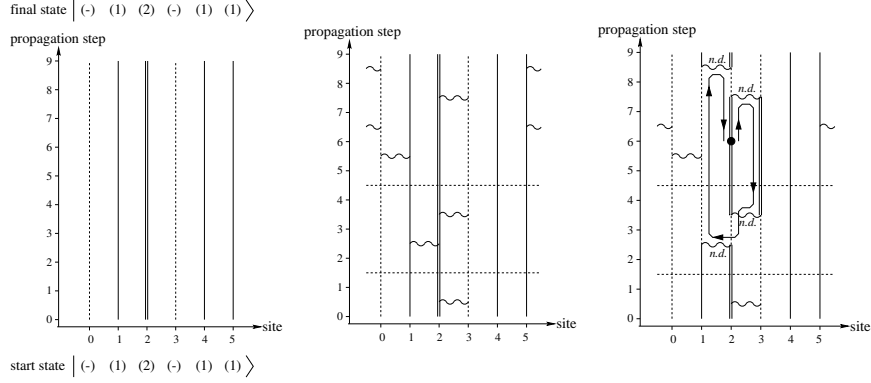 final state | (-) (1) (2) (-) (1) (1) ⟩
propagation step
9
8
7
6
5
4
3
2
1
0
0 1 2 3 4 5
site
start state | (-) (1) (2) (-) (1) (1) ⟩
propagation step
9
8
7
6
5
4
3
2
1
0
0 1 2 3 4 5
site
propagation step
9
8
7
6
5
4
3
2
1
0
n.d.
n.d.
n.d.
n.d.
0 1 2 3 4 5
site